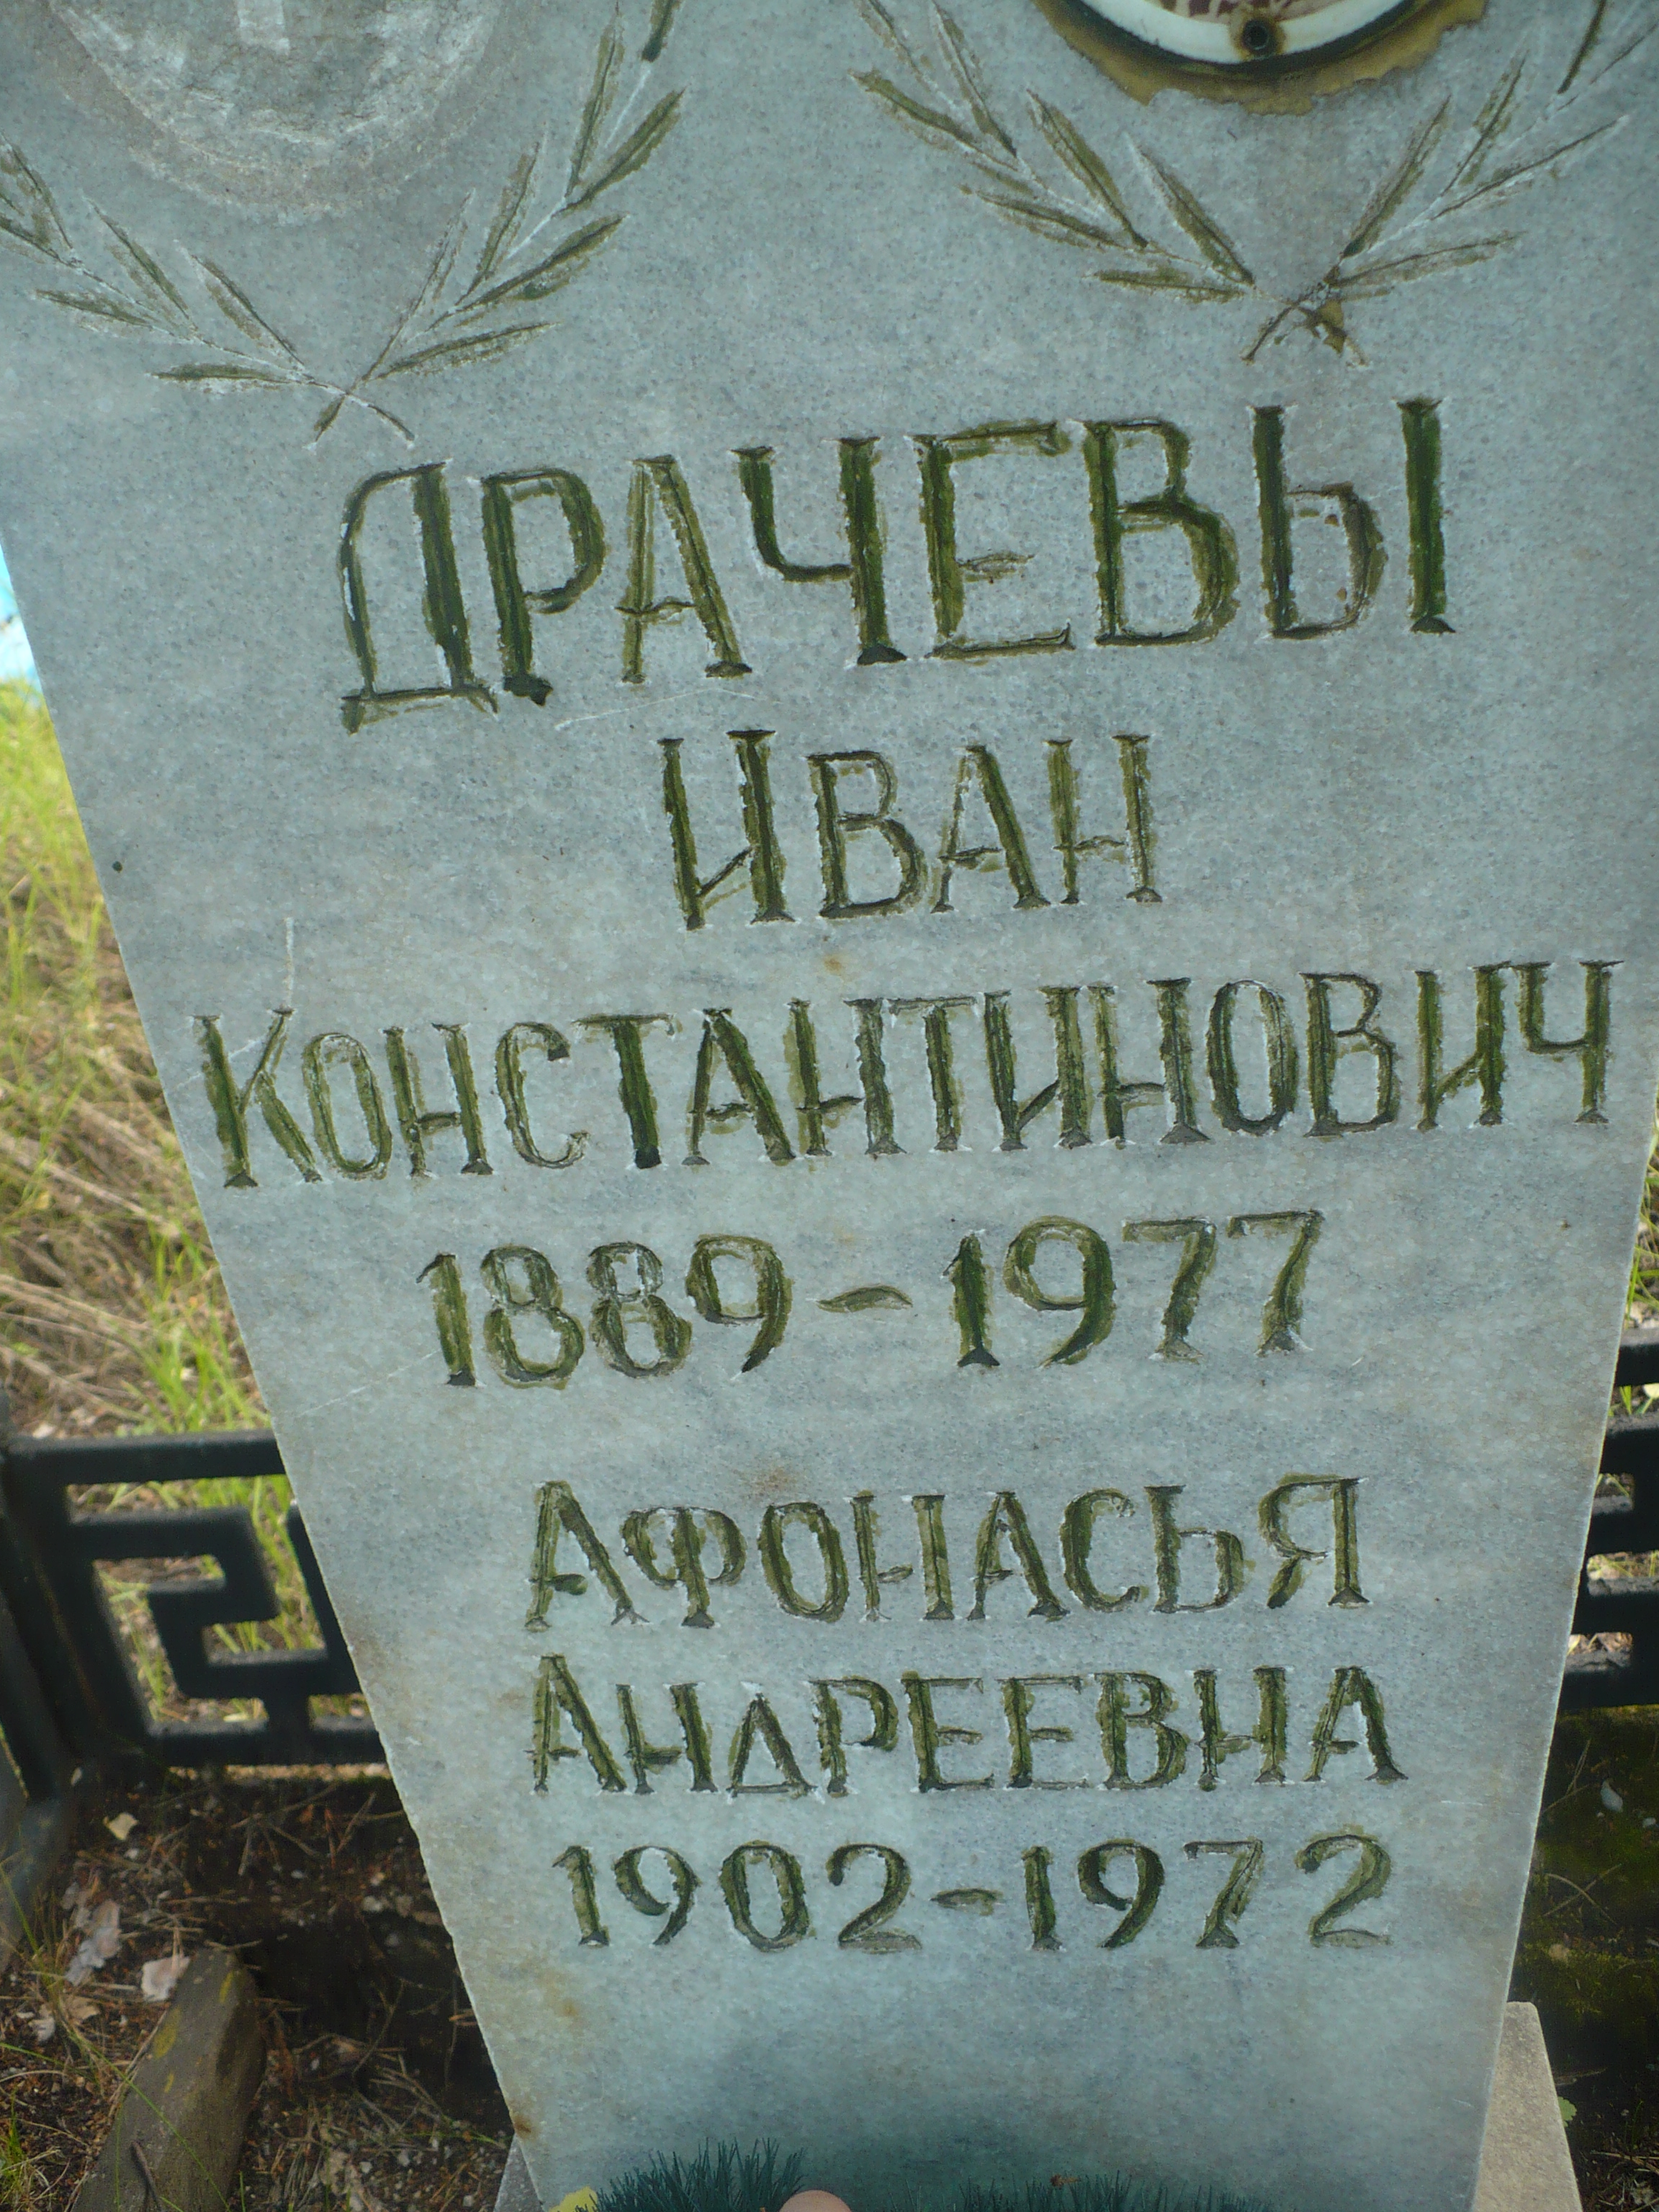 ДРАЧЕВЫ
ИВАН
КОНСТАНТИНОВИЧ
1889-1977
АФОНАСЬЯ
АНДРЕЕВНА
1902-1972